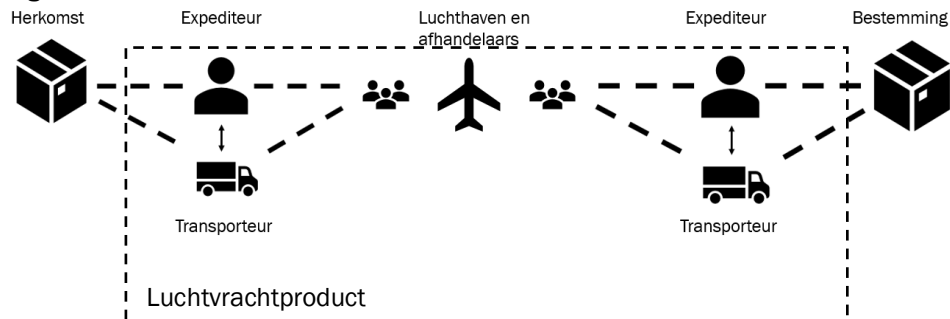 Herkomst
Expediteur
Luchthaven en
afhandelaars
Expediteur
Bestemming
Transporteur
Transporteur
Luchtvrachtproduct